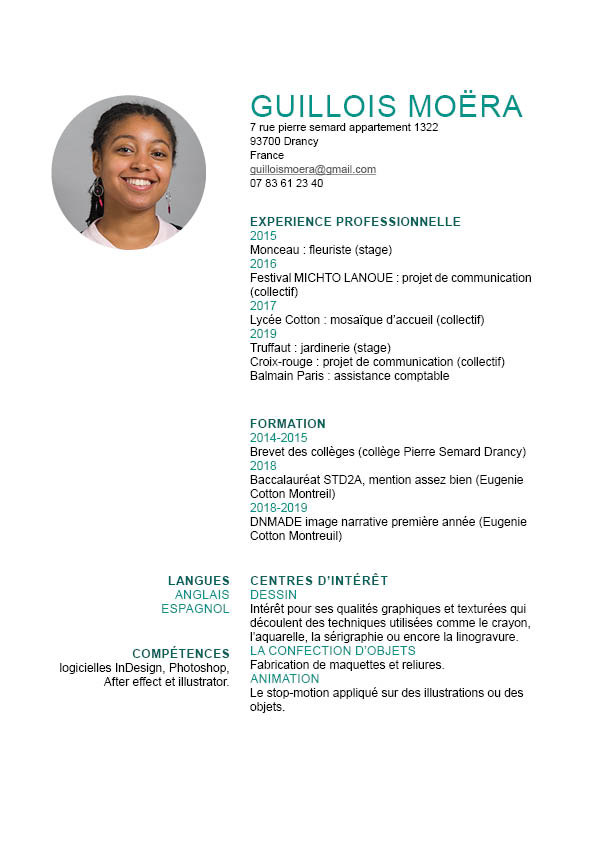 GUILLOIS MOËRA
7 rue pierre semard appartement 1322
93700 Drancy
France
guilloismoera@gmail.com
07 83 61 23 40
EXPERIENCE PROFESSIONNELLE
2015
Monceau : fleuriste (stage)
2016
Festival MICHTO LANOUE : projet de communication
(collectif)
2017
Lycée Cotton : mosaïque d'accueil (collectif)
2019
Truffaut : jardinerie (stage)
Croix-rouge : projet de communication (collectif)
Balmain Paris : assistance comptable
FORMATION
2014-2015
Brevet des collèges (collège Pierre Semard Drancy)
2018
Baccalauréat STD2A, mention assez bien (Eugenie
Cotton Montreil)
2018-2019
DNMADE image narrative première année (Eugenie
Cotton Montreuil)
LANGUES
ANGLAIS
ESPAGNOL
COMPÉTENCES
logicielles InDesign, Photoshop,
After effect et illustrator.
CENTRES D'INTÉRÊT
DESSIN
Intérêt pour ses qualités graphiques et texturées qui
découlent des techniques utilisées comme le crayon,
l'aquarelle, la sérigraphie ou encore la linogravure.
LA CONFECTION D'OBJETS
Fabrication de maquettes et reliures.
ANIMATION
Le stop-motion appliqué sur des illustrations ou des
objets.